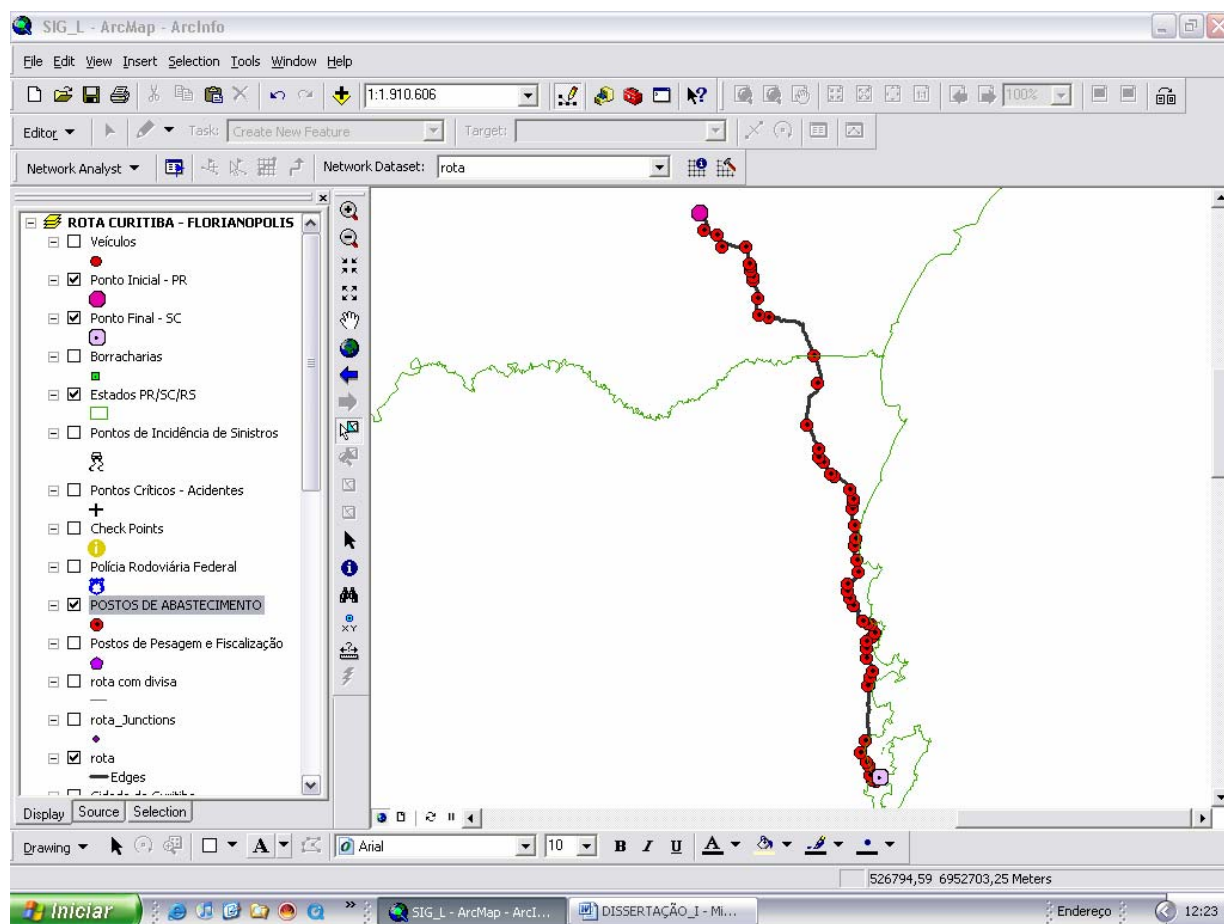 SIG_L - ArcMap - ArcInfo
File Edit View Insert Selection Tools Window Help
1:1.910.606 100%
Editor Task: Create New Feature Target:
Network Analyst Network Dataset: rota
ROTA CURITIBA - FLORIANOPOLIS
Veículos
Ponto Inicial - PR
Ponto Final - SC
Borracharias
Estados PR/SC/RS
Pontos de Incidência de Sinistros
Pontos Críticos - Acidentes
Check Points
Polícia Rodoviária Federal
POSTOS DE ABASTECIMENTO
Postos de Pesagem e Fiscalização
rota com divisa
rota_Junctions
rota
Edges
Display Source Selection
Drawing A Arial 10 B I U A
526794,59 6952703,25 Meters
Iniciar SIG_L - ArcMap - ArcI... DISSERTAÇÃO_I - Mi... Endereço 12:23